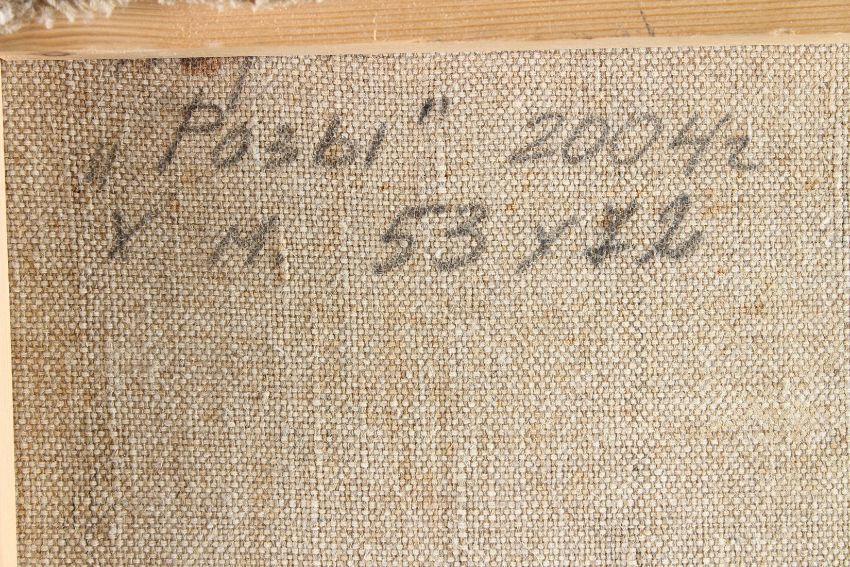 „Розы" 2004г
х м. 53 х 72